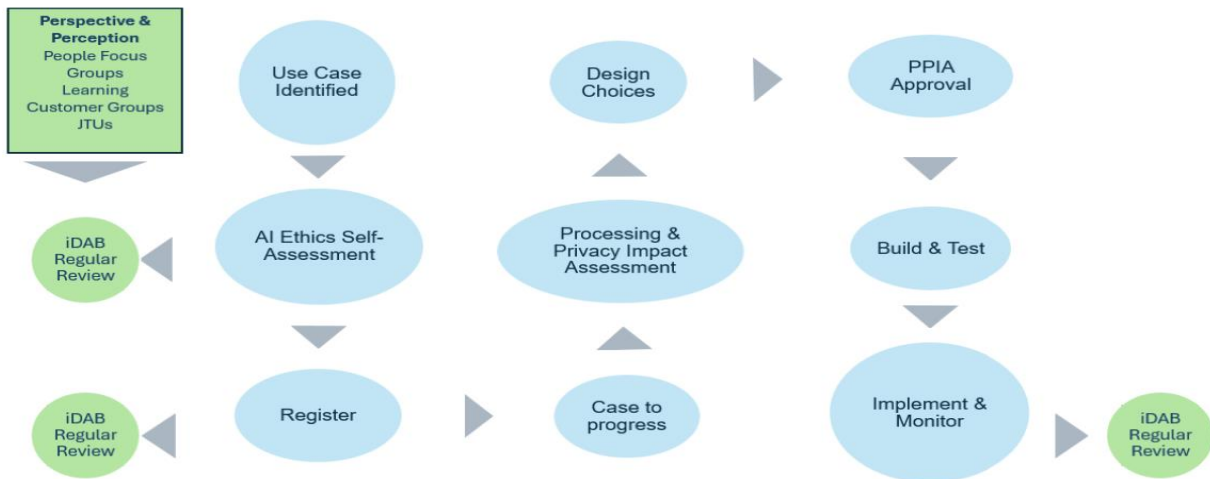 Perspective &
Perception
People Focus
Groups
Learning
Customer Groups
JTUs
iDAB
Regular
Review
iDAB
Regular
Review
Use Case
Identified
AI Ethics Self-
Assessment
Register
Design
Choices
Processing &
Privacy Impact
Assessment
Case to
progress
PPIA
Approval
Build & Test
Implement &
Monitor
iDAB
Regular
Review